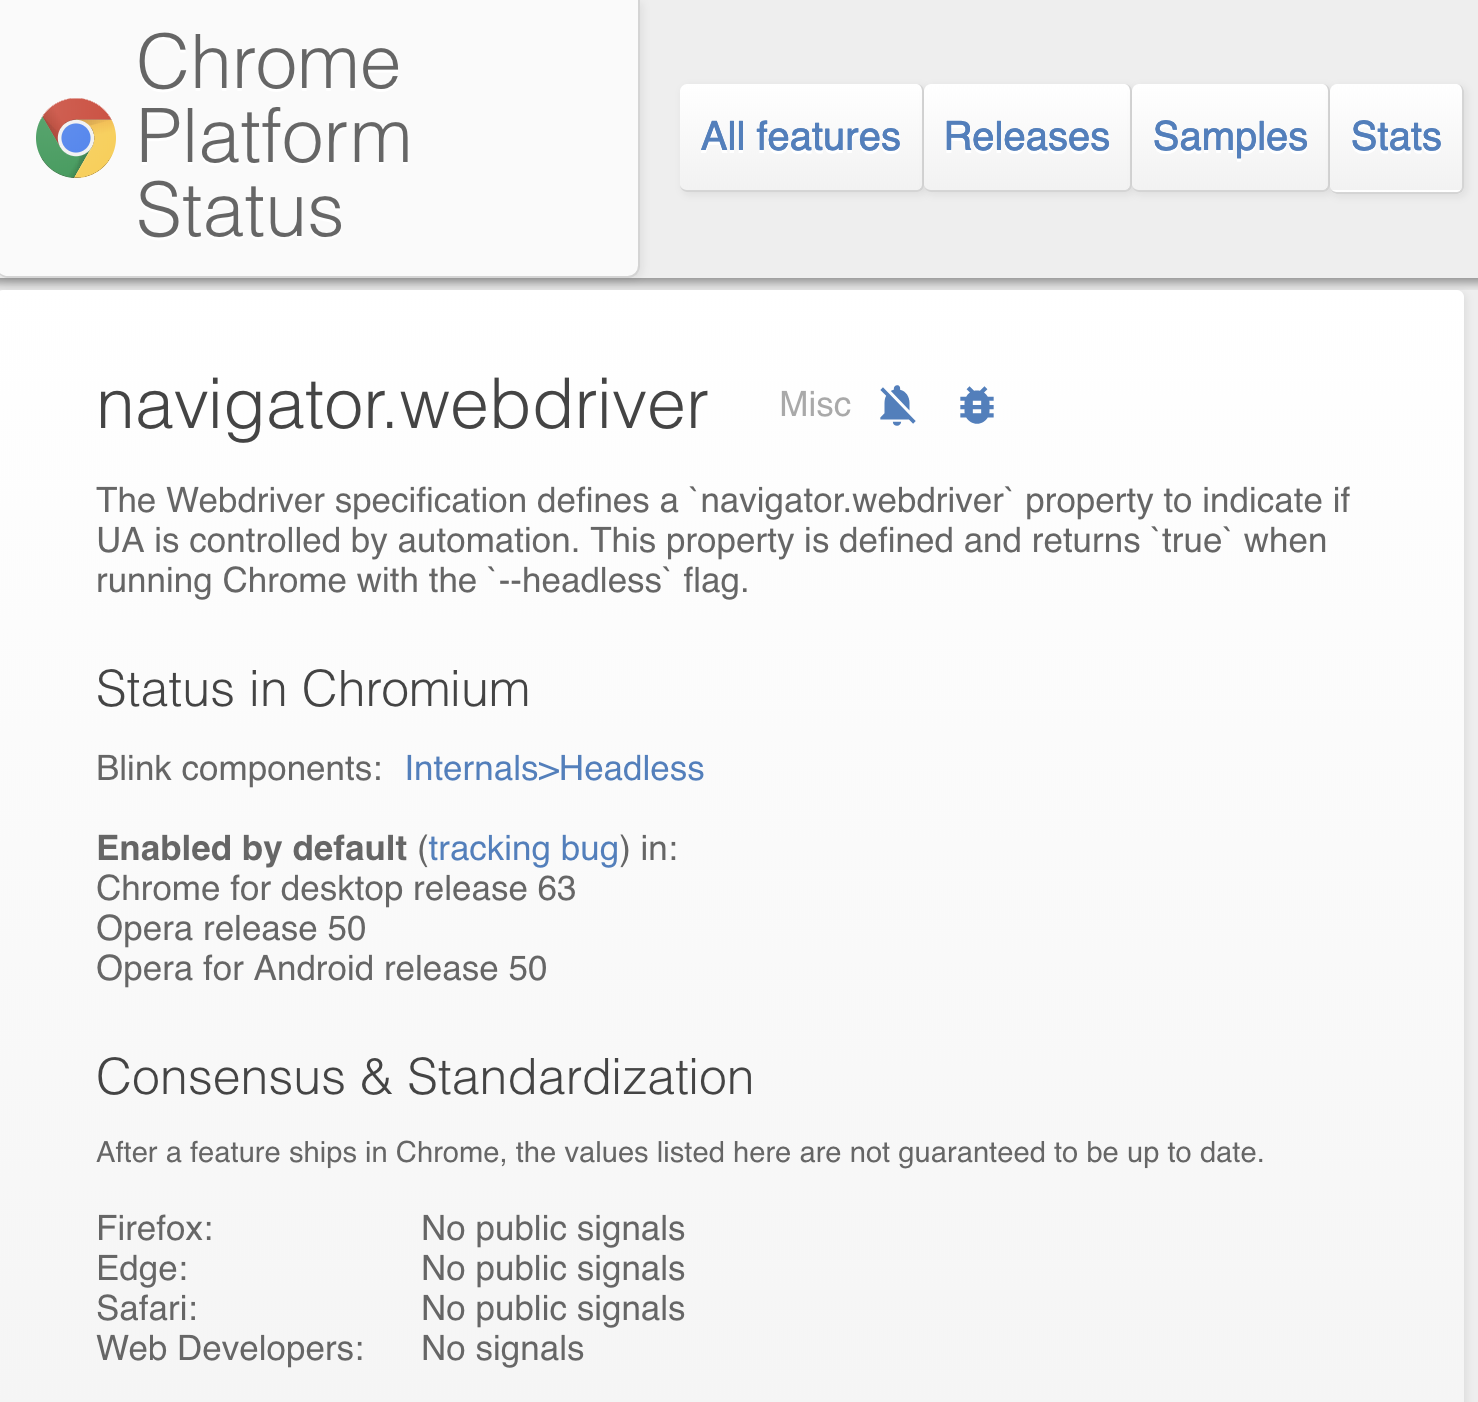 Chrome
Platform
Status
All features
Releases
Samples
Stats
navigator.webdriver
Misc
The Webdriver specification defines a `navigator.webdriver` property to indicate if
UA is controlled by automation. This property is defined and returns `true` when
running Chrome with the `--headless` flag.
Status in Chromium
Blink components: Internals>Headless
Enabled by default (tracking bug) in:
Chrome for desktop release 63
Opera release 50
Opera for Android release 50
Consensus & Standardization
After a feature ships in Chrome, the values listed here are not guaranteed to be up to date.
Firefox: No public signals
Edge: No public signals
Safari: No public signals
Web Developers: No signals